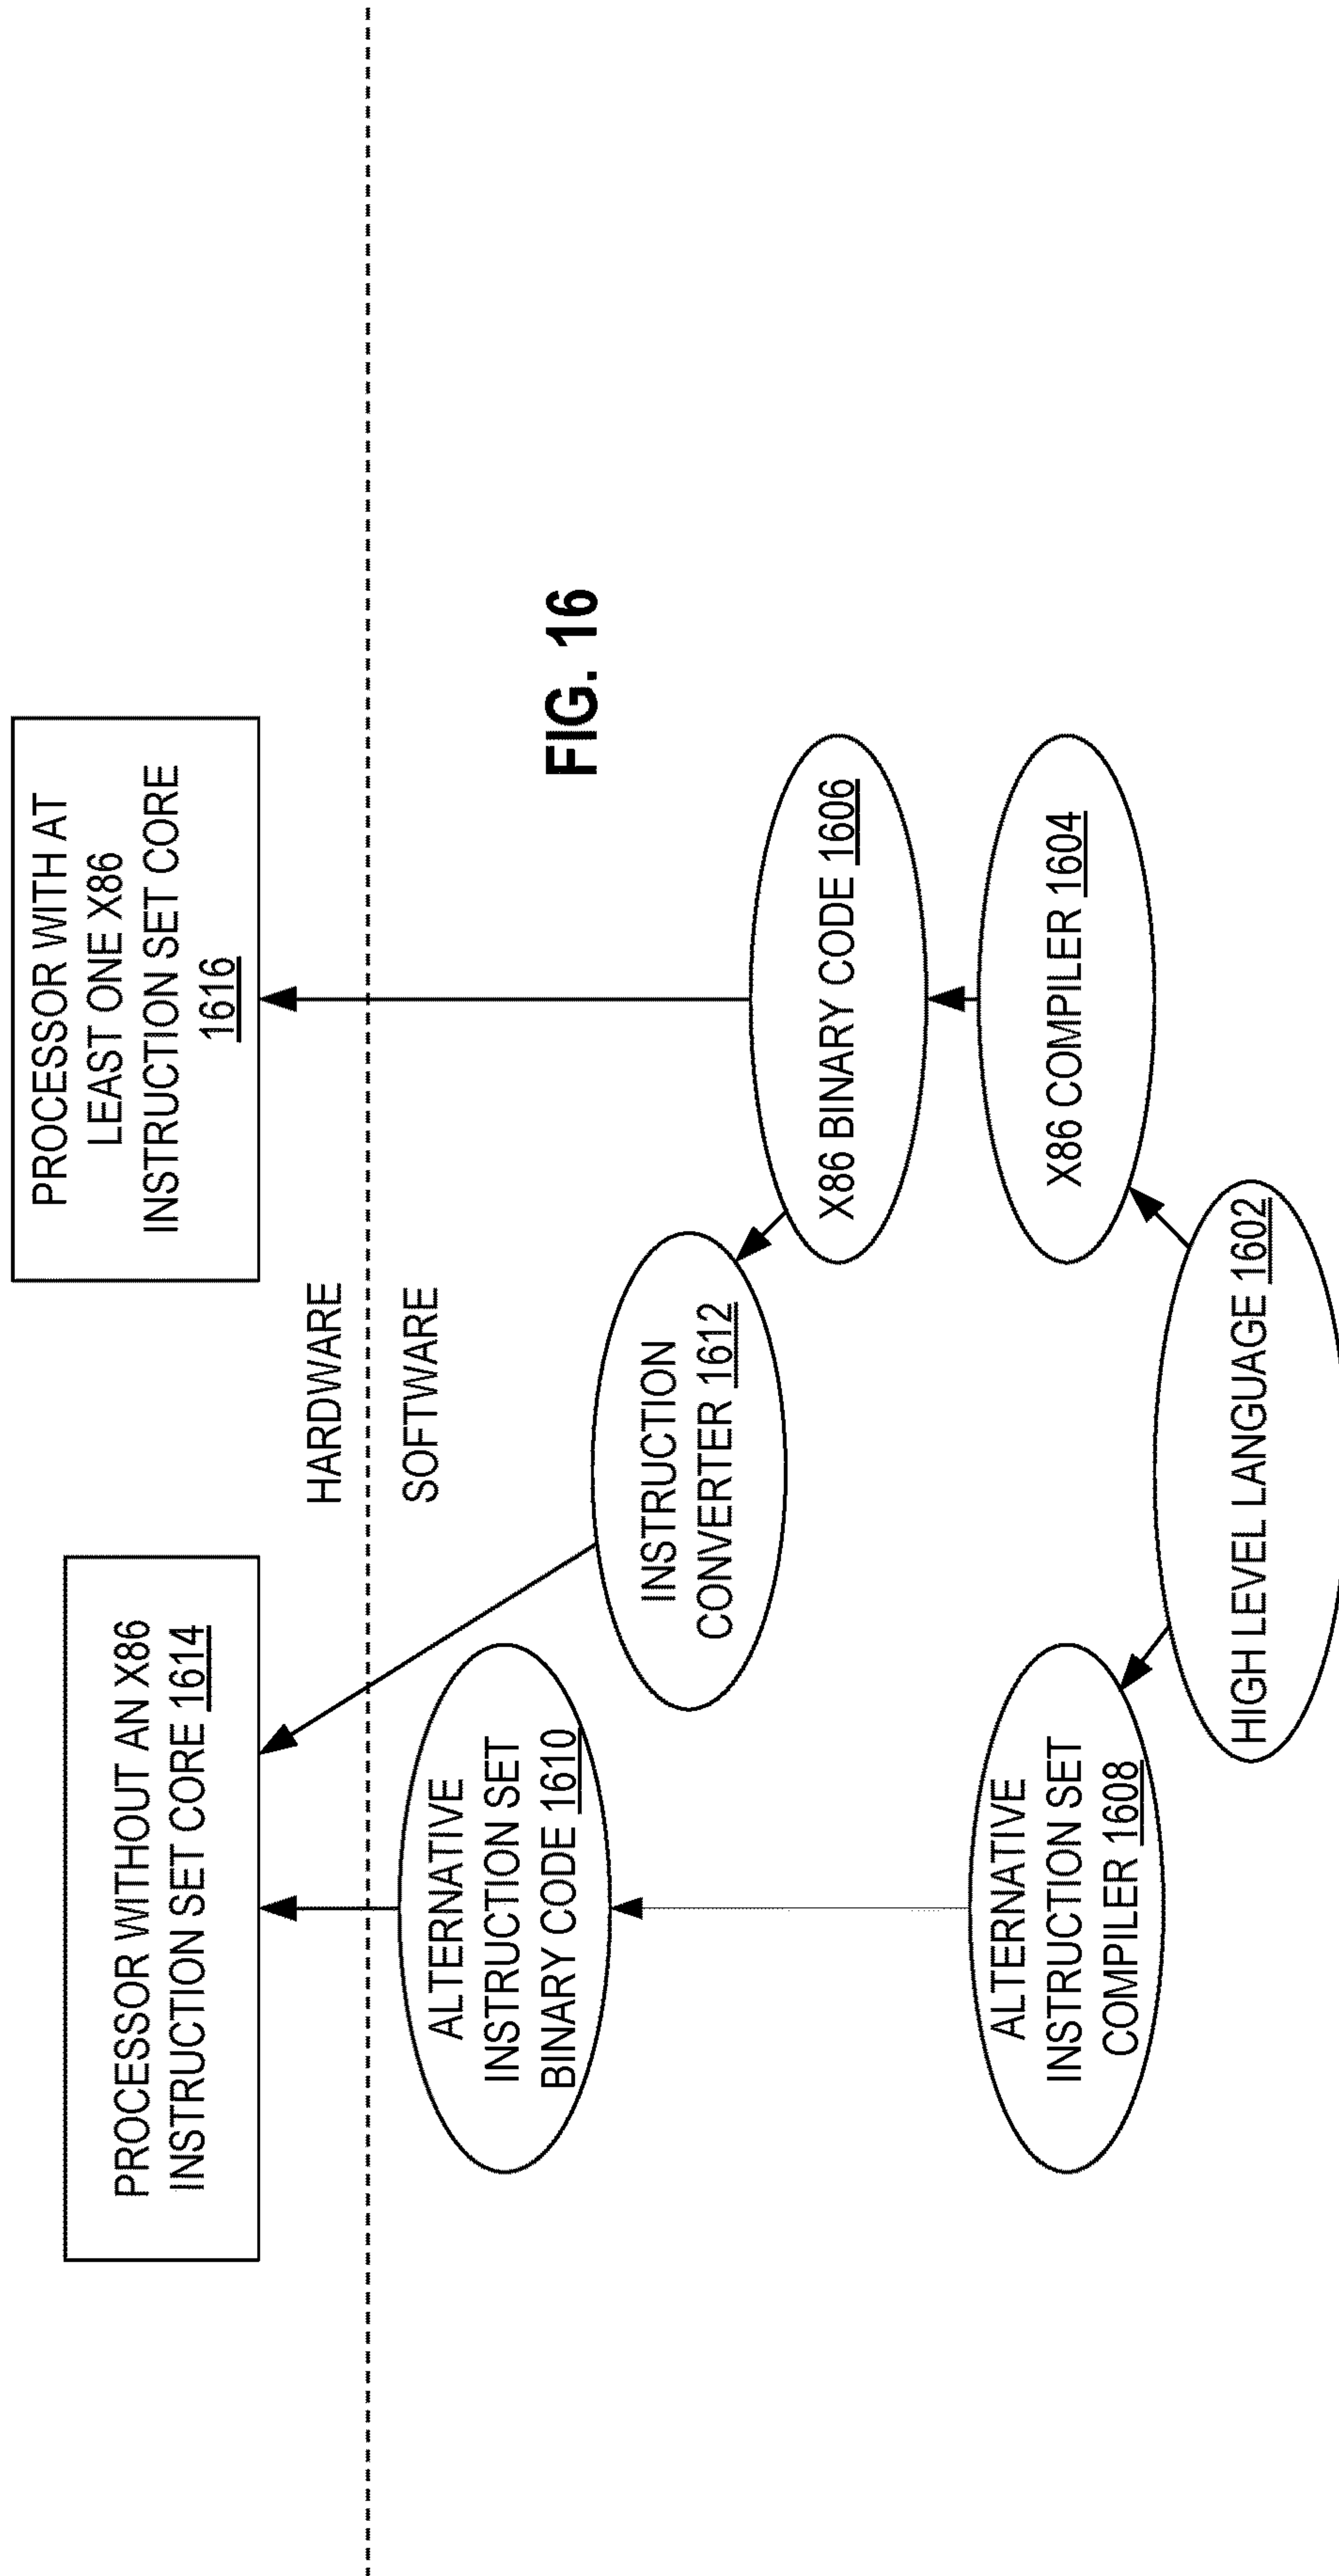 PROCESSOR WITHOUT AN X86
INSTRUCTION SET CORE 1614
PROCESSOR WITH AT
LEAST ONE X86
INSTRUCTION SET CORE
1616
HARDWARE
SOFTWARE
ALTERNATIVE
INSTRUCTION SET
BINARY CODE 1610
INSTRUCTION
CONVERTER 1612
FIG. 16
X86 BINARY CODE 1606
ALTERNATIVE
INSTRUCTION SET
COMPILER 1608
X86 COMPILER 1604
HIGH LEVEL LANGUAGE 1602